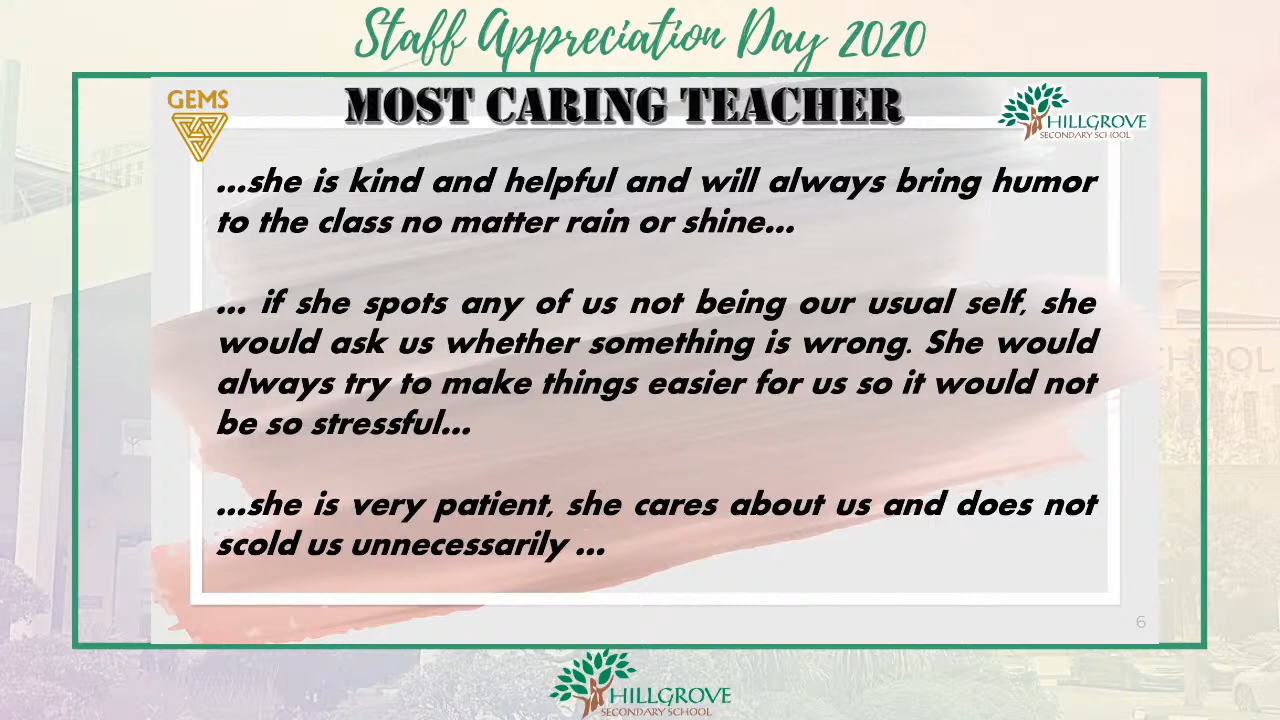 Staff Appreciation Day 2020
GEMS
MOST CARING TEACHER
HILLGROVE
SECONDARY SCHOOL
...she is kind and helpful and will always bring humor
to the class no matter rain or shine...
... if she spots any of us not being our usual self, she
would ask us whether something is wrong. She would
always try to make things easier for us so it would not
be so stressful...
...she is very patient, she cares about us and does not
scold us unnecessarily ...
6
HILLGROVE
SECONDARY SCHOOL